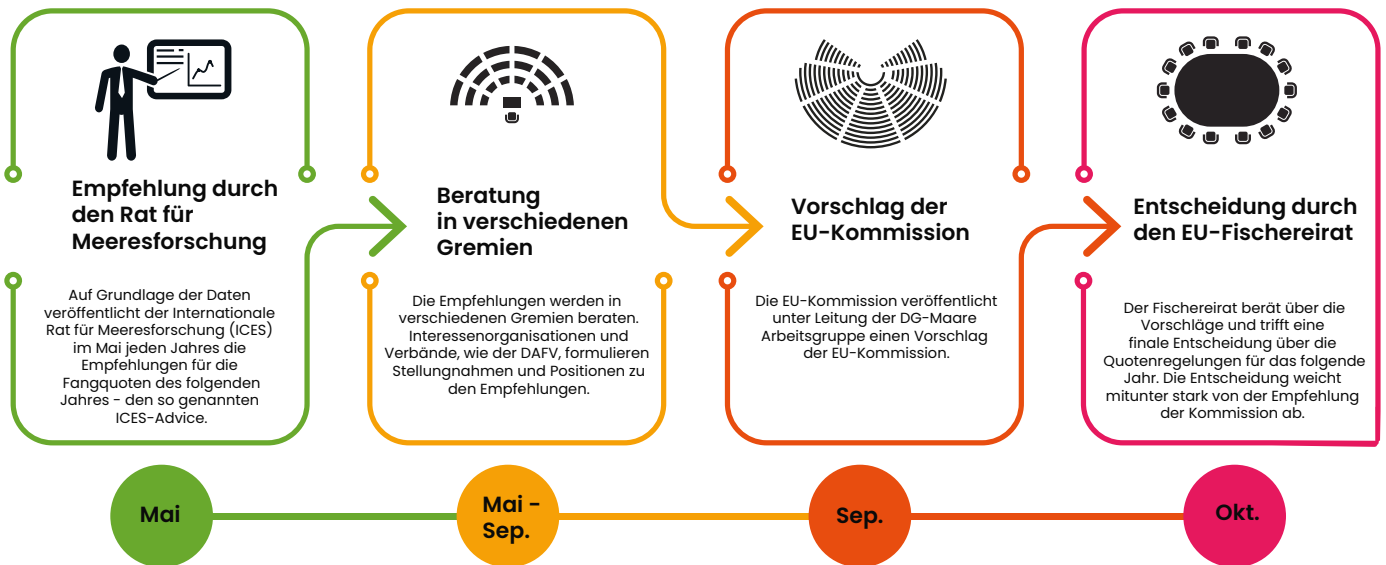 Empfehlung durch
den Rat für
Meeresforschung
Auf Grundlage der Daten
veröffentlicht der Internationale
Rat für Meeresforschung (ICES)
im Mai jeden Jahres die
Empfehlungen für die
Fangquoten des folgenden
Jahres - den so genannten
ICES-Advice.
Beratung
in verschiedenen
Gremien
Die Empfehlungen werden in
verschiedenen Gremien beraten.
Interessenorganisationen und
Verbände, wie der DAFV, formulieren
Stellungnahmen und Positionen zu
den Empfehlungen.
Vorschlag der
EU-Kommission
Die EU-Kommission veröffentlicht
unter Leitung der DG-Maare
Arbeitsgruppe einen Vorschlag
der EU-Kommission.
Entscheidung durch
den EU-Fischereirat
Der Fischereirat berät über die
Vorschläge und trifft eine
finale Entscheidung über die
Quotenregelungen für das folgende
Jahr. Die Entscheidung weicht
mitunter stark von der Empfehlung
der Kommission ab.
Mai
Mai -
Sep.
Sep.
Okt.